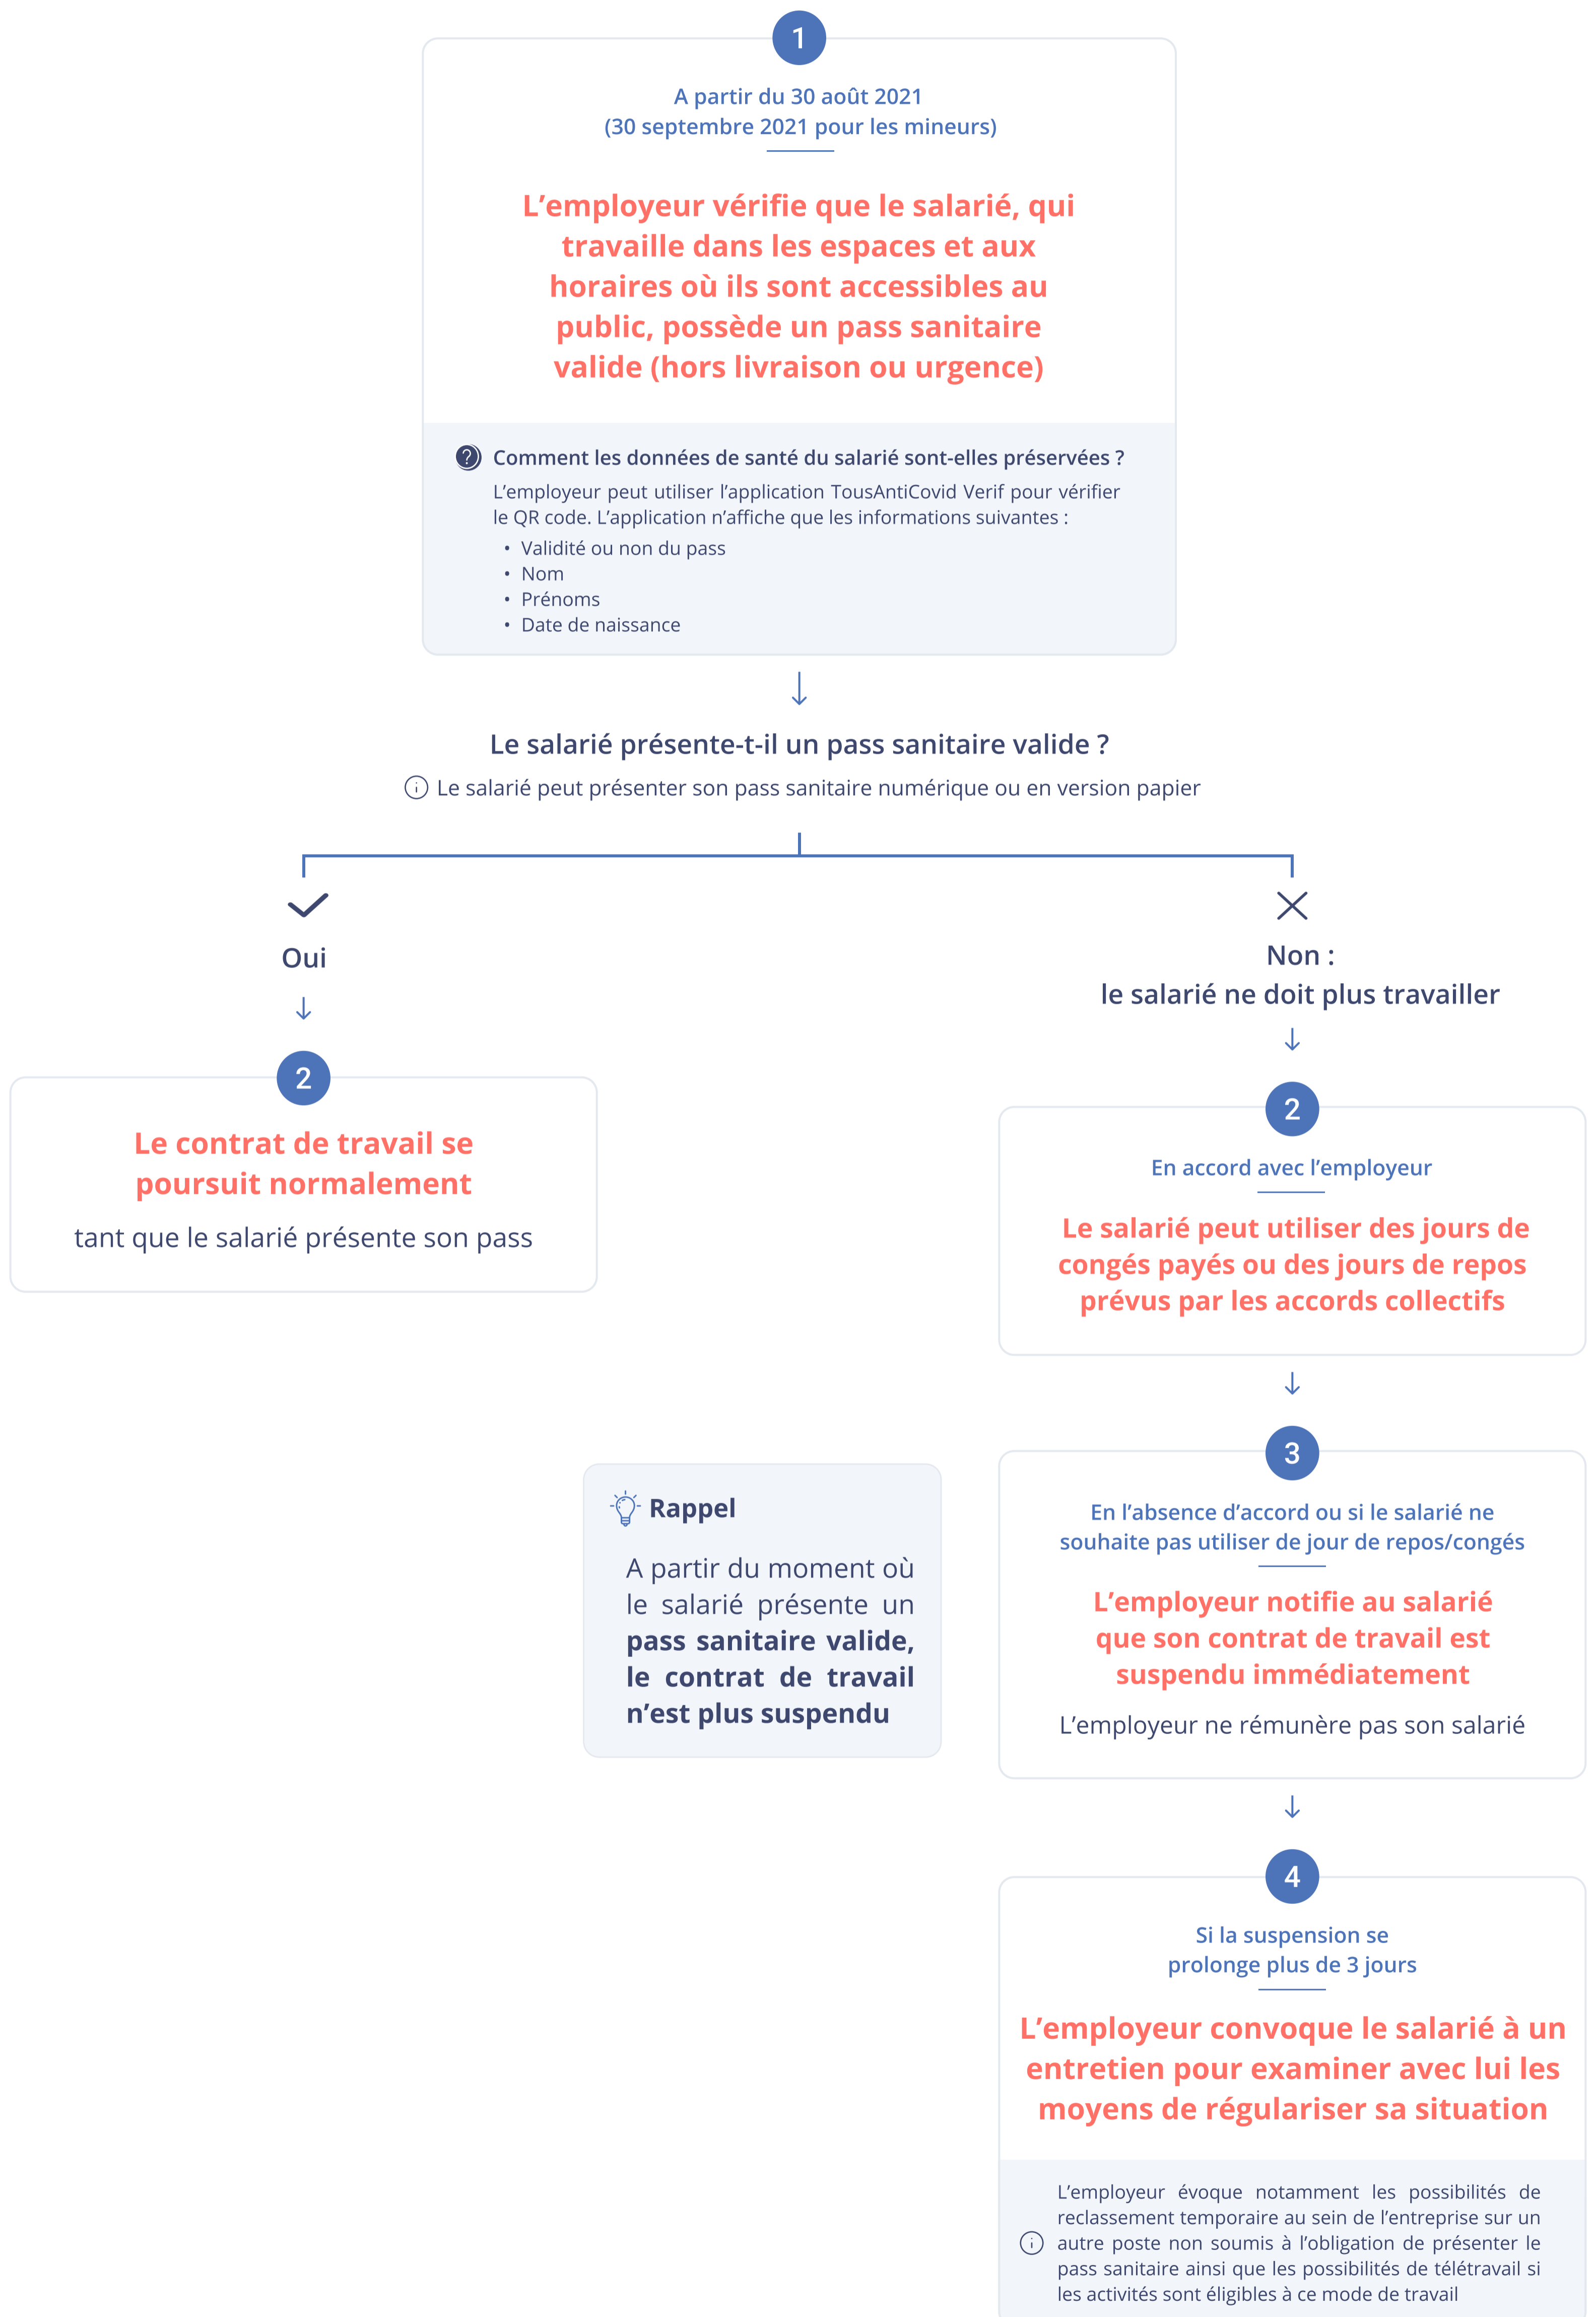 1
A partir du 30 août 2021
(30 septembre 2021 pour les mineurs)
L’employeur vérifie que le salarié, qui
travaille dans les espaces et aux
horaires où ils sont accessibles au
public, possède un pass sanitaire
valide (hors livraison ou urgence)
? Comment les données de santé du salarié sont-elles préservées ?
L’employeur peut utiliser l’application TousAntiCovid Verif pour vérifier
le QR code. L’application n’affiche que les informations suivantes :
• Validité ou non du pass
• Nom
• Prénoms
• Date de naissance
Le salarié présente-t-il un pass sanitaire valide ?
i Le salarié peut présenter son pass sanitaire numérique ou en version papier
Oui
2
Le contrat de travail se
poursuit normalement
tant que le salarié présente son pass
Non :
le salarié ne doit plus travailler
2
En accord avec l’employeur
Le salarié peut utiliser des jours de
congés payés ou des jours de repos
prévus par les accords collectifs
3
En l’absence d’accord ou si le salarié ne
souhaite pas utiliser de jour de repos/congés
L’employeur notifie au salarié
que son contrat de travail est
suspendu immédiatement
L’employeur ne rémunère pas son salarié
Rappel
A partir du moment où
le salarié présente un
pass sanitaire valide,
le contrat de travail
n’est plus suspendu
4
Si la suspension se
prolonge plus de 3 jours
L’employeur convoque le salarié à un
entretien pour examiner avec lui les
moyens de régulariser sa situation
i
L’employeur évoque notamment les possibilités de
reclassement temporaire au sein de l’entreprise sur un
autre poste non soumis à l’obligation de présenter le
pass sanitaire ainsi que les possibilités de télétravail si
les activités sont éligibles à ce mode de travail